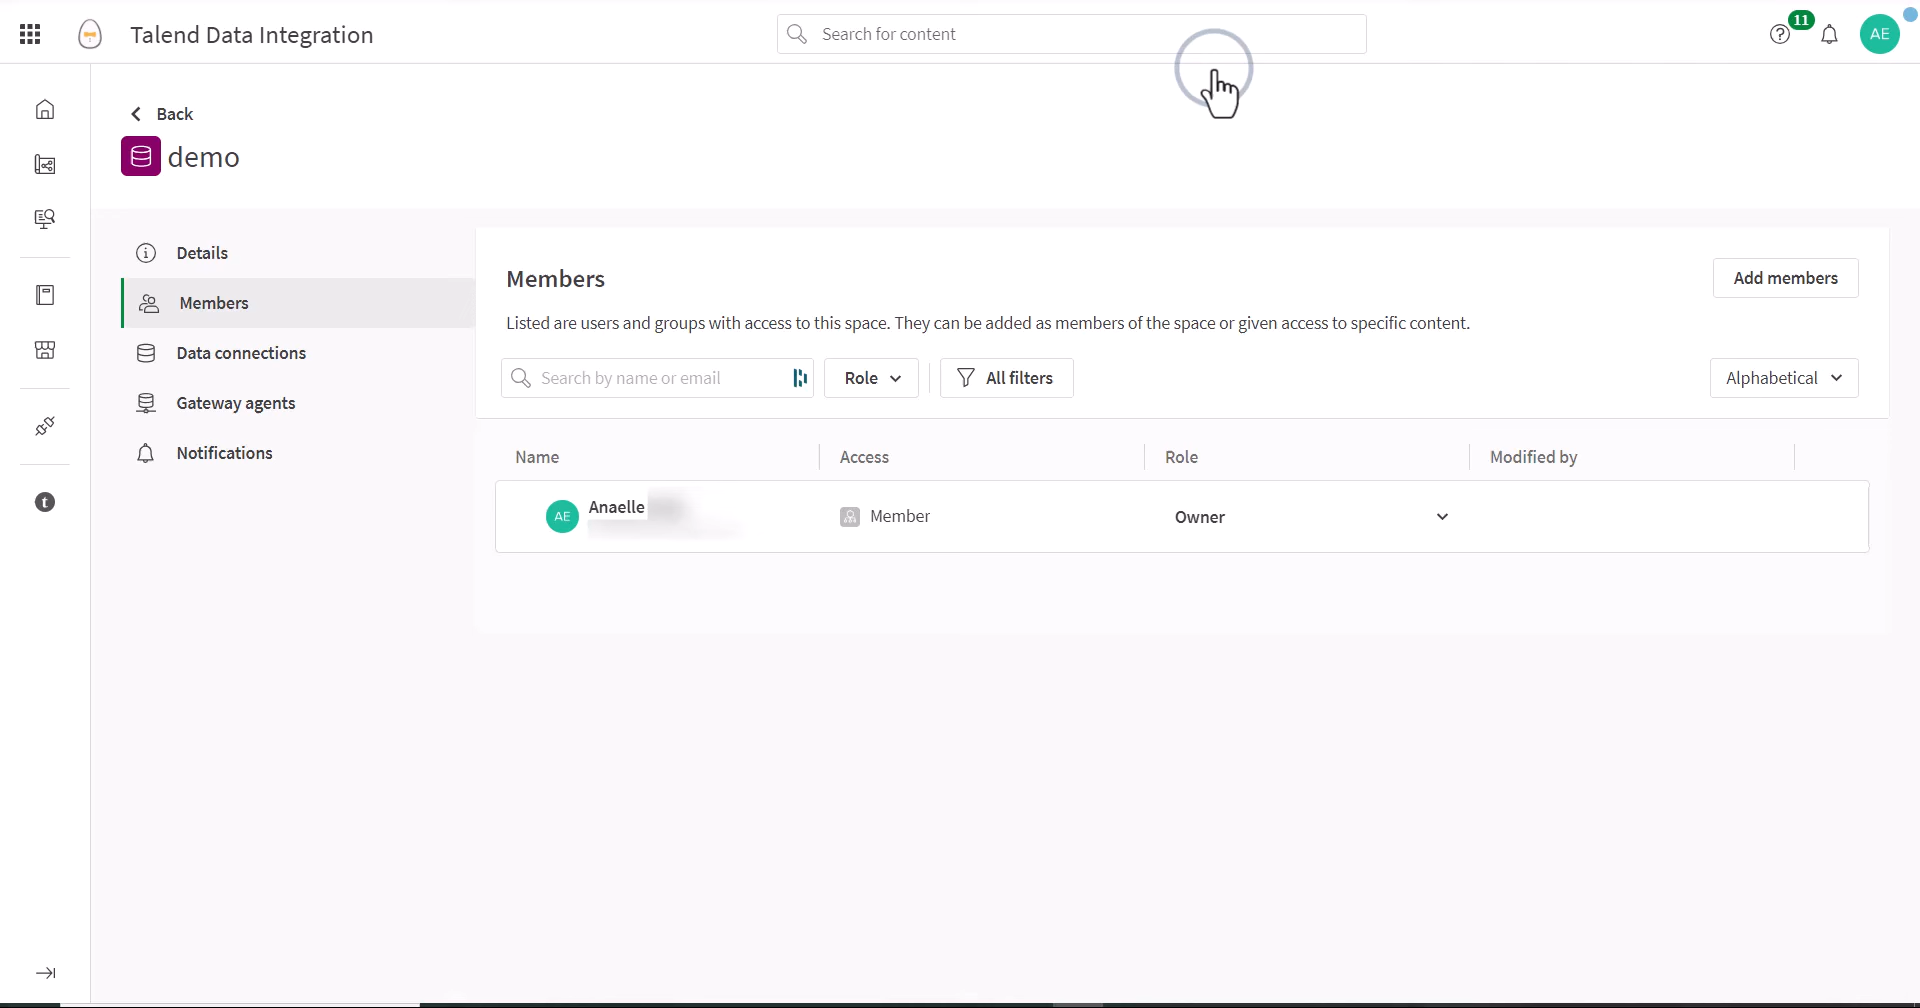 Talend Data Integration
Search for content
11
AE
Back
demo
Details
Members
Data connections
Gateway agents
Notifications
t
Members
Add members
Listed are users and groups with access to this space. They can be added as members of the space or given access to specific content.
Search by name or email
Role
All filters
Alphabetical
Name
Access
Role
Modified by
AE
Anaelle
Member
Owner